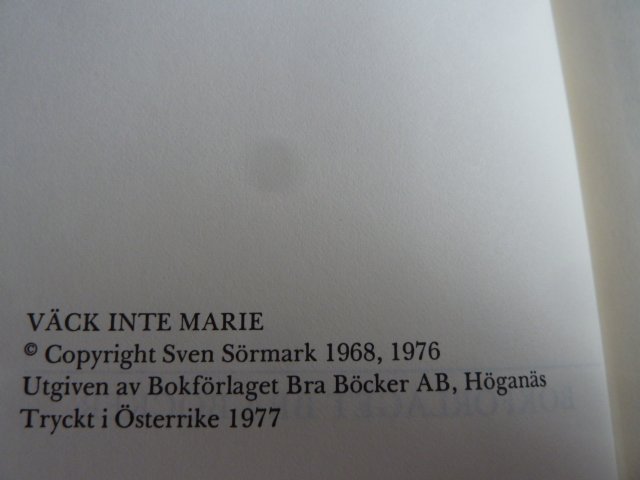 VÄCK INTE MARIE
© Copyright Sven Sörmark 1968, 1976
Utgiven av Bokförlaget Bra Böcker AB, Höganäs
Tryckt i Österrike 1977